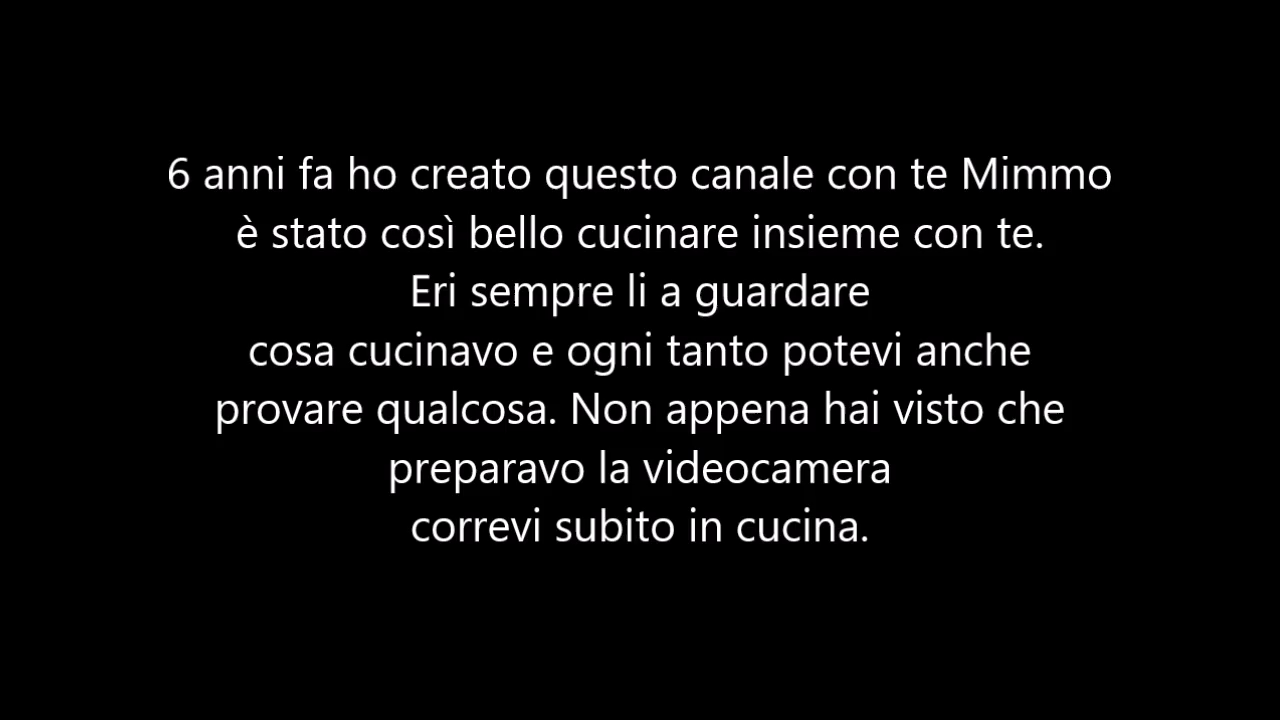 6 anni fa ho creato questo canale con te Mimmo
è stato così bello cucinare insieme con te.
Eri sempre li a guardare
cosa cucinavo e ogni tanto potevi anche
provare qualcosa. Non appena hai visto che
preparavo la videocamera
correvi subito in cucina.